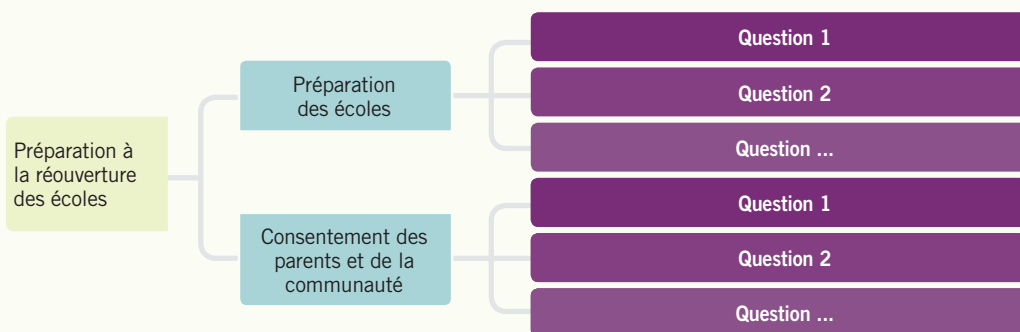 Préparation à
la réouverture
des écoles
Préparation
des écoles
Question 1
Question 2
Question ...
Consentement des
parents et de la
communauté
Question 1
Question 2
Question ...